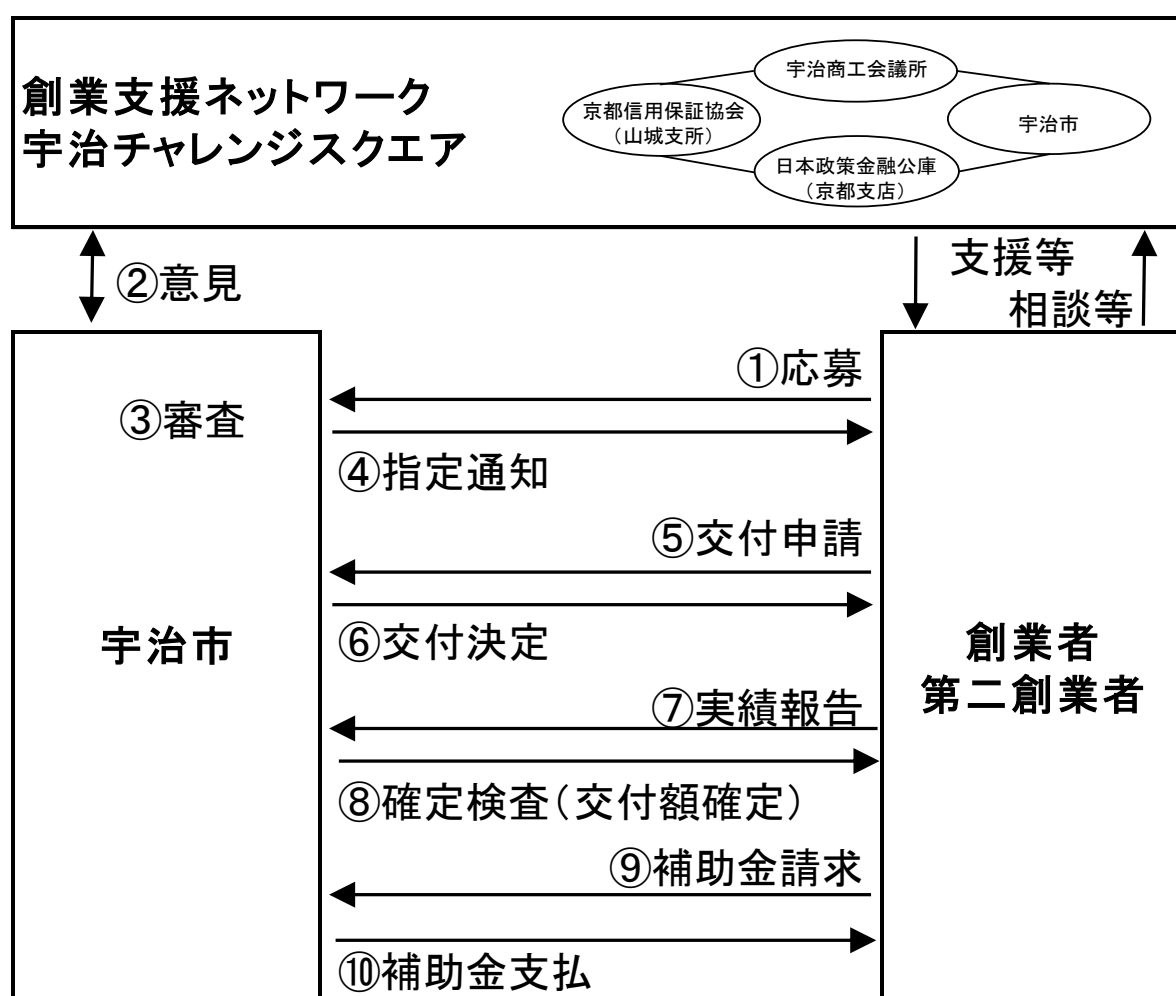 創業支援ネットワーク
宇治チャレンジスクエア
宇治商工会議所
京都信用保証協会
（山城支所）
宇治市
日本政策金融公庫
（京都支店）
②意見
支援等
相談等
①応募
③審査
④指定通知
⑤交付申請
宇治市
⑥交付決定
創業者
第二創業者
⑦実績報告
⑧確定検査（交付額確定）
⑨補助金請求
⑩補助金支払